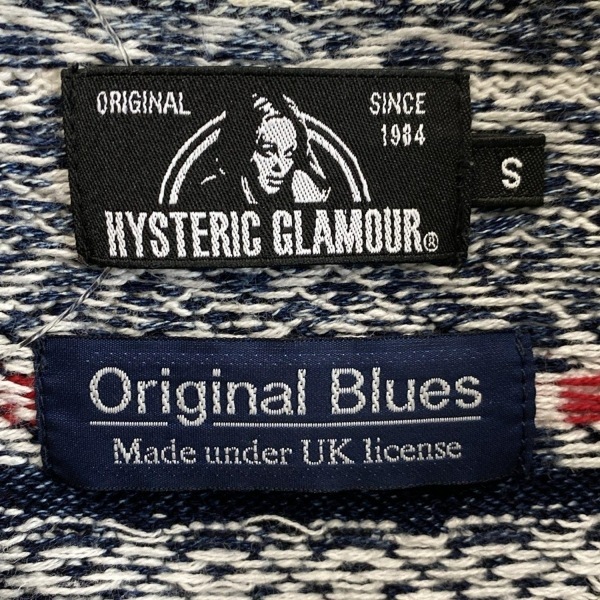 ORIGINAL SINCE
1984
HYSTERIC GLAMOUR®
S
Original Blues
Made under UK license